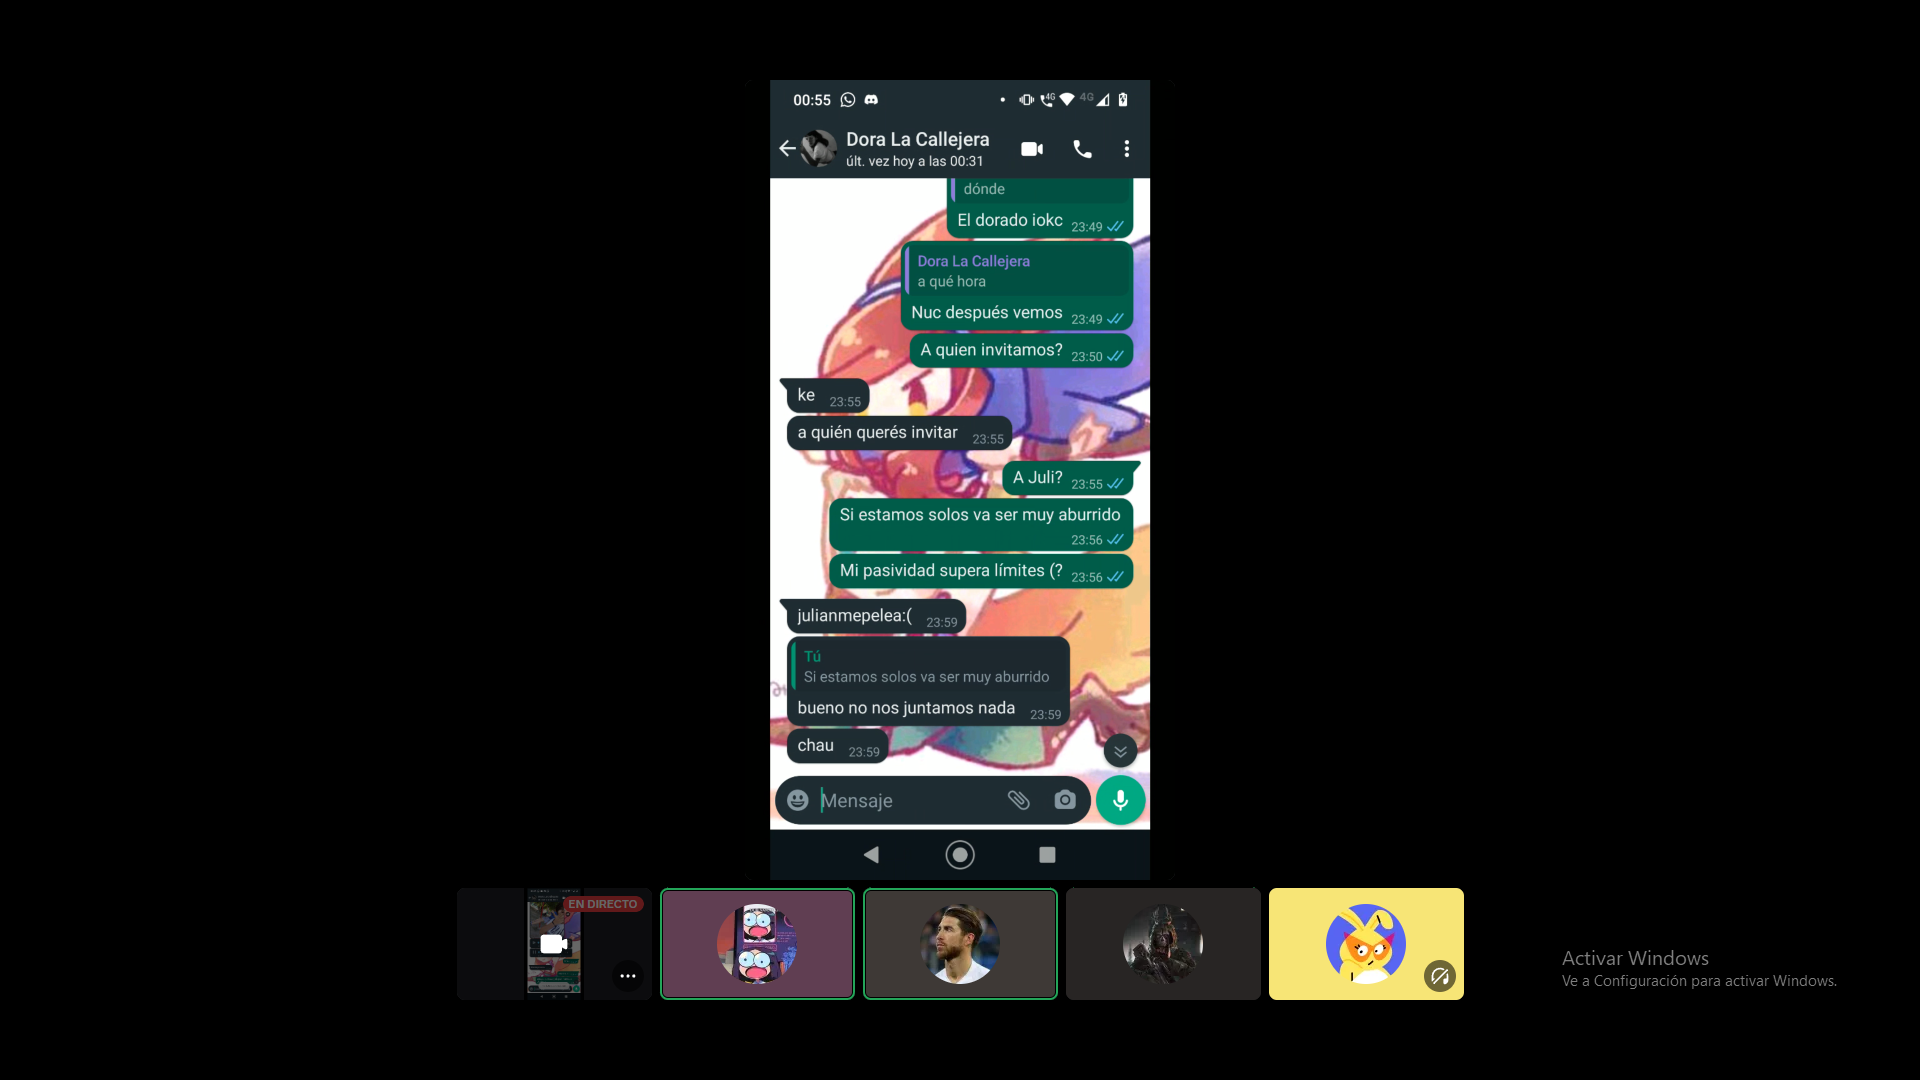 00:55
4G
4G
Dora La Callejera
últ. vez hoy a las 00:31
dónde
El dorado iokc 23:49
Dora La Callejera
a qué hora
Nuc después vemos 23:49
A quien invitamos? 23:50
ke 23:55
a quién querés invitar 23:55
A Juli? 23:55
Si estamos solos va ser muy aburrido
23:56
Mi pasividad supera límites (? 23:56
julianmepelea:( 23:59
Tú
Si estamos solos va ser muy aburrido
bueno no nos juntamos nada 23:59
chau 23:59
Mensaje
EN DIRECTO
Activar Windows
Ve a Configuración para activar Windows.